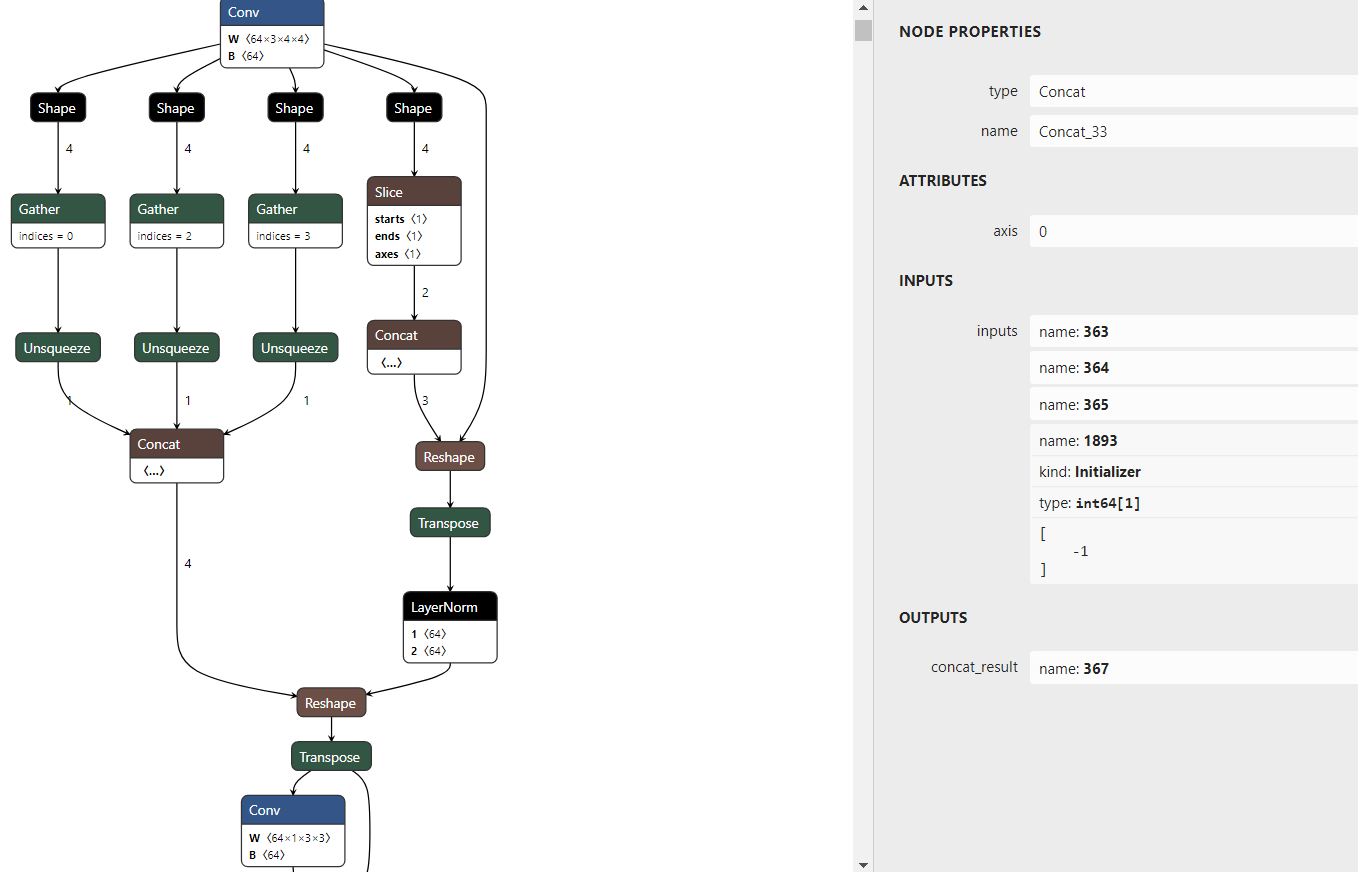 Conv
W ⟨64×3×4×4⟩
B ⟨64⟩
Shape
Shape
Shape
Shape
4
4
4
4
Gather
indices = 0
Gather
indices = 2
Gather
indices = 3
Slice
starts ⟨1⟩
ends ⟨1⟩
axes ⟨1⟩
2
Unsqueeze
Unsqueeze
Unsqueeze
Concat
⟨...⟩
1
1
1
3
Concat
⟨...⟩
Reshape
Transpose
4
LayerNorm
1 ⟨64⟩
2 ⟨64⟩
Reshape
Transpose
Conv
W ⟨64×1×3×3⟩
B ⟨64⟩
NODE PROPERTIES
type Concat
name Concat_33
ATTRIBUTES
axis 0
INPUTS
inputs name: 363
name: 364
name: 365
name: 1893
kind: Initializer
type: int64[1]
[
-1
]
OUTPUTS
concat_result name: 367